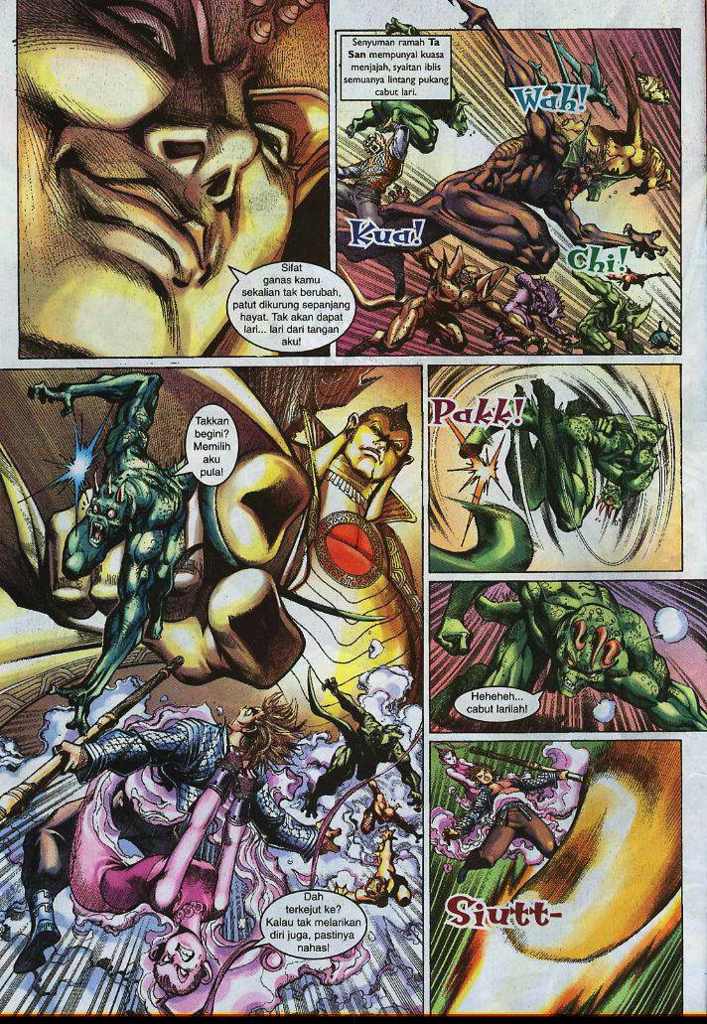 Senyuman ramah Ta
San mempunyai kuasa
menjajah, syaitan iblis
semuanya lintang pukang
cabut lari.
Wah!
Kua!
Chi!
Sifat
ganas kamu
sekalian tak berubah,
patut dikurung sepanjang
hayat. Tak akan dapat
lari... lari dari tangan
aku!
Takkan
begini?
Memilih
aku
pula!
Pakk!
Heheheh...
cabut larilah!
Dah
terkejut ke?
Kalau tak melarikan
diri juga, pastinya
nahas!
Siutt-